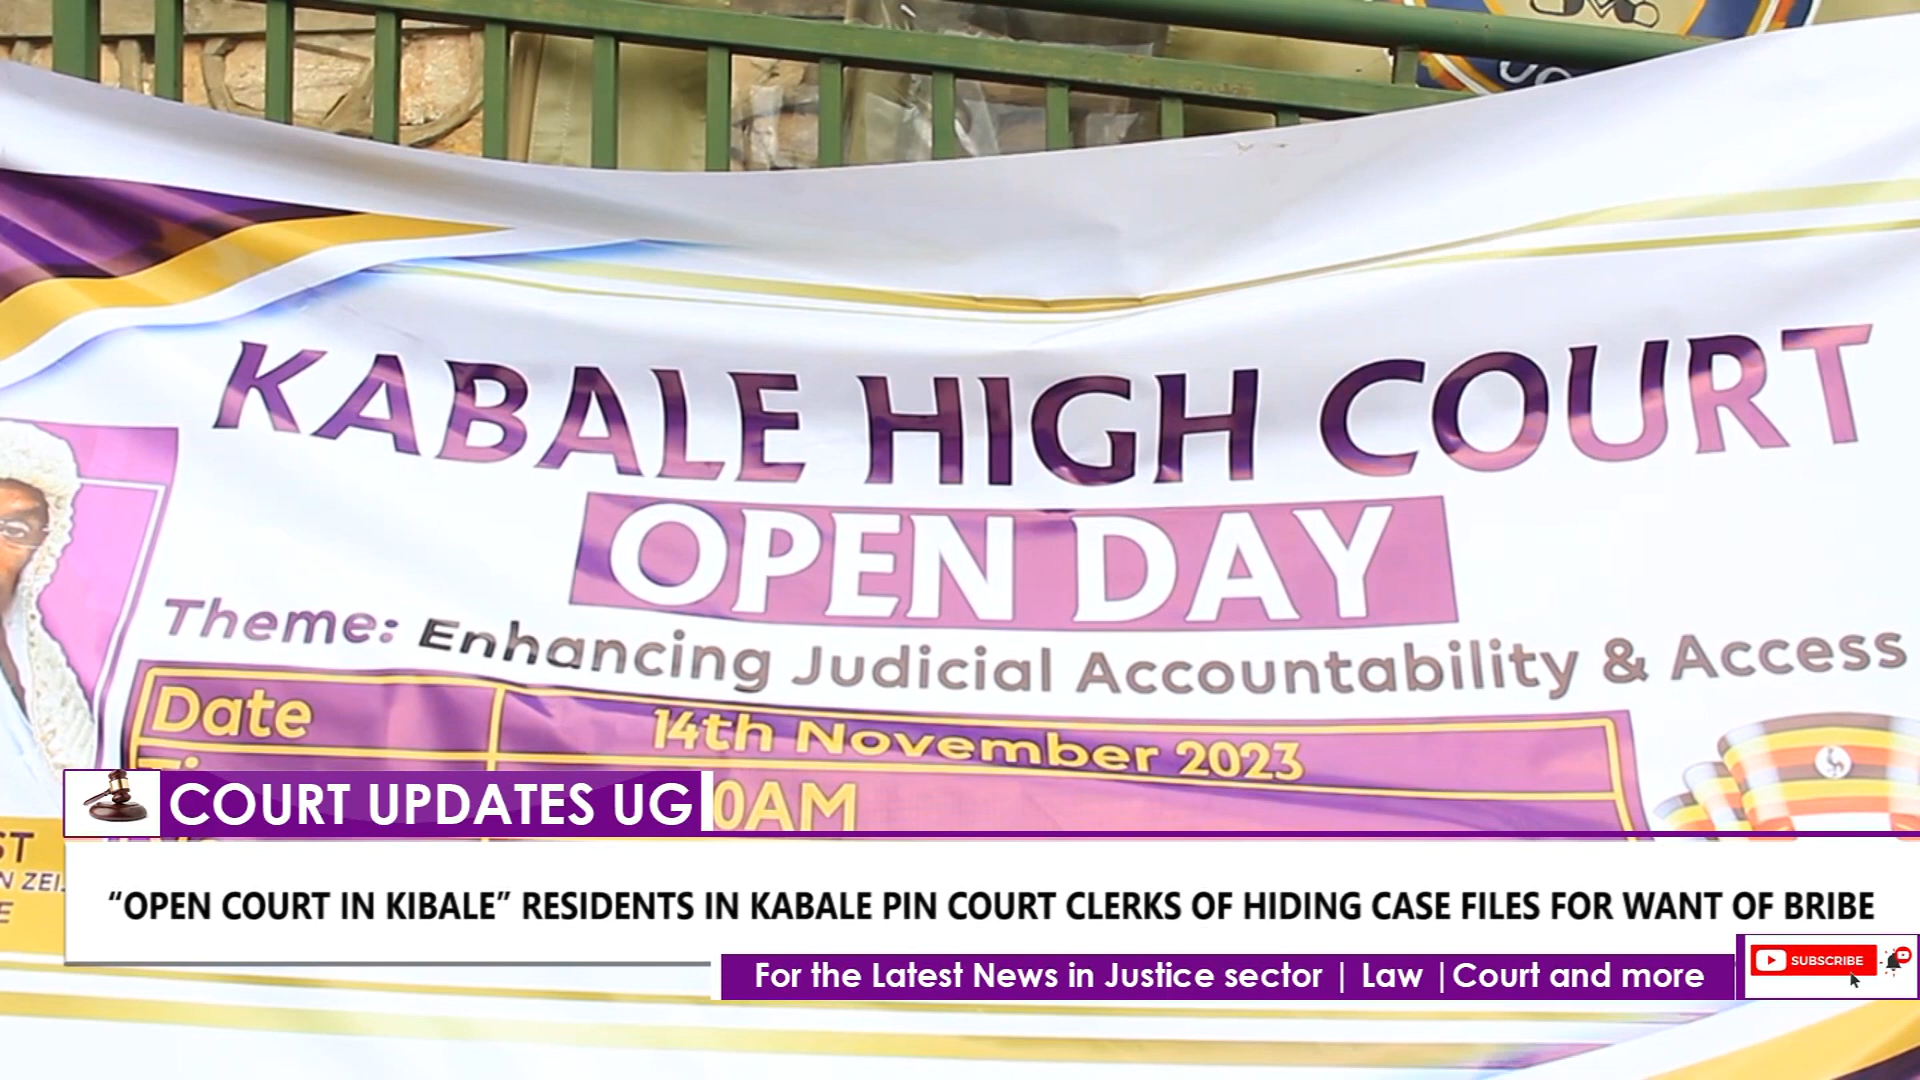 KABALE HIGH COURT
OPEN DAY
Theme: Enhancing Judicial Accountability & Access
Date 14th November 2023
0AM
COURT UPDATES UG
ST
N ZEI
E
“OPEN COURT IN KIBALE” RESIDENTS IN KABALE PIN COURT CLERKS OF HIDING CASE FILES FOR WANT OF BRIBE
For the Latest News in Justice sector | Law |Court and more
SUBSCRIBE